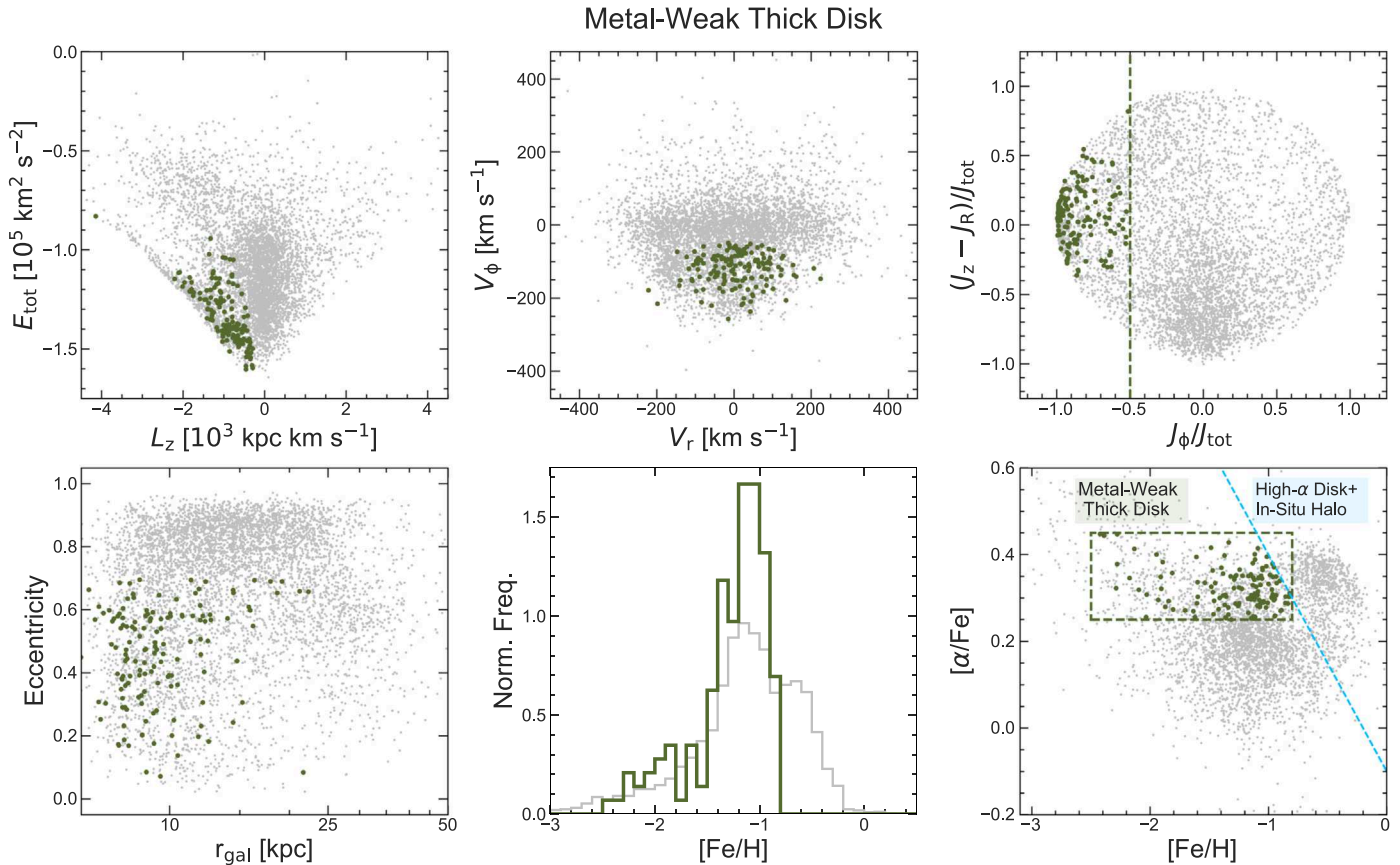 Metal-Weak Thick Disk
0.0
−0.5
−1.0
−1.5
E_tot [10⁵ km² s⁻²]
−4 −2 0 2 4
L_z [10³ kpc km s⁻¹]
400
200
0
−200
−400
V_ϕ [km s⁻¹]
−400 −200 0 200 400
V_r [km s⁻¹]
1.0
0.5
0.0
−0.5
−1.0
(J_z − J_R)/J_tot
−1.0 −0.5 0.0 0.5 1.0
J_ϕ/J_tot
1.0
0.8
0.6
0.4
0.2
0.0
Eccentricity
10 25 50
r_gal [kpc]
1.5
1.0
0.5
0.0
Norm. Freq.
−3 −2 −1 0
[Fe/H]
0.6
0.4
0.2
0.0
−0.2
[α/Fe]
Metal-Weak
Thick Disk
High-α Disk+
In-Situ Halo
−3 −2 −1 0
[Fe/H]